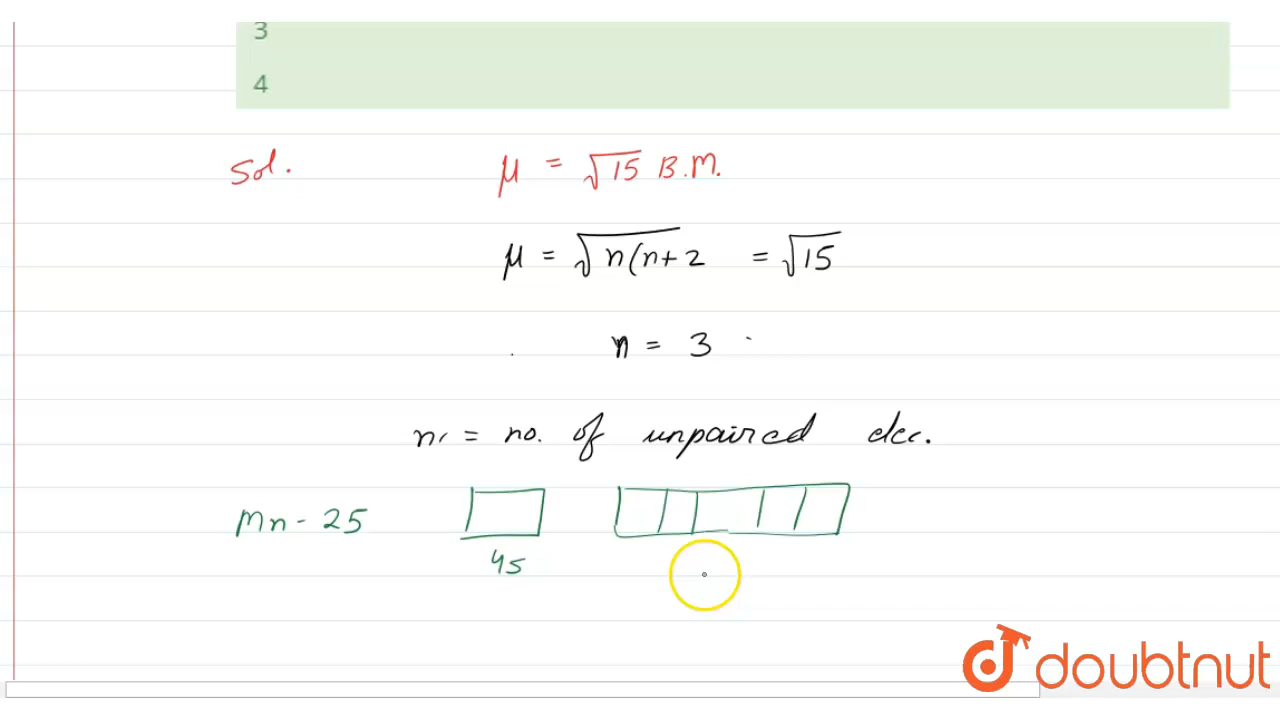 3
4
Sol. μ = √15 B.M.
μ = √n(n+2 = √15
n = 3
n = no. of unpaired elec.
Mn - 25
4s
doubtnut